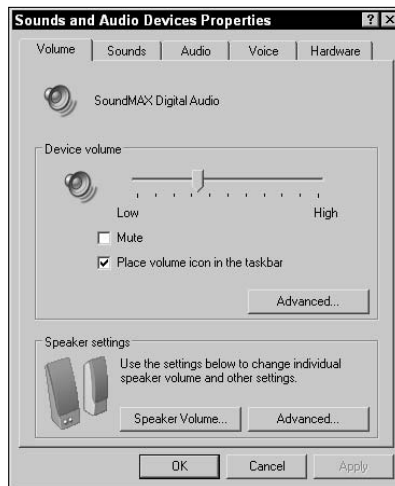 Sounds and Audio Devices Properties
Volume Sounds Audio Voice Hardware
SoundMAX Digital Audio
Device volume
Low High
Mute
Place volume icon in the taskbar
Advanced...
Speaker settings
Use the settings below to change individual
speaker volume and other settings.
Speaker Volume... Advanced...
OK Cancel Apply